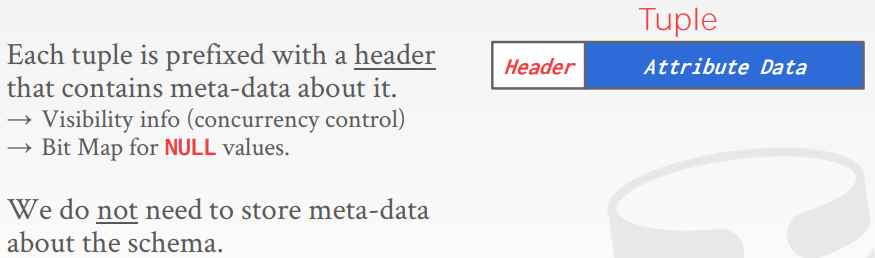 Tuple
Each tuple is prefixed with a header
that contains meta-data about it.
→ Visibility info (concurrency control)
→ Bit Map for NULL values.
We do not need to store meta-data
about the schema.
Header
Attribute Data